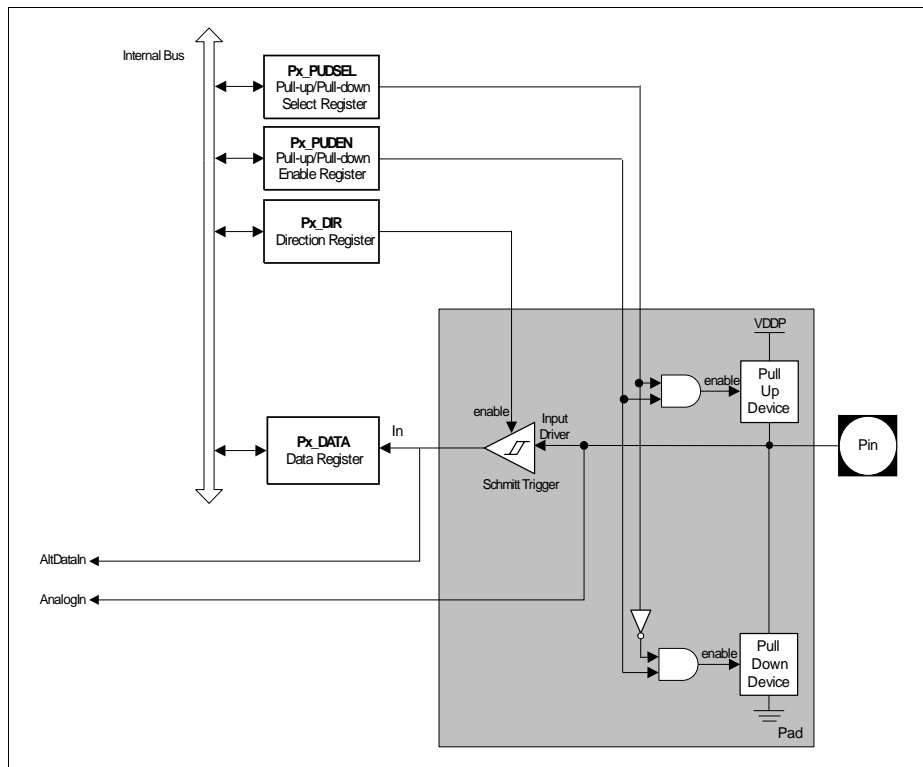 Internal Bus
Px_PUDSEL
Pull-up/Pull-down
Select Register
Px_PUDEN
Pull-up/Pull-down
Enable Register
Px_DIR
Direction Register
VDDP
Pull
Up
Device
enable
enable
Input
Driver
In
Px_DATA
Data Register
Schmitt Trigger
Pin
AltDataIn
AnalogIn
enable
Pull
Down
Device
Pad